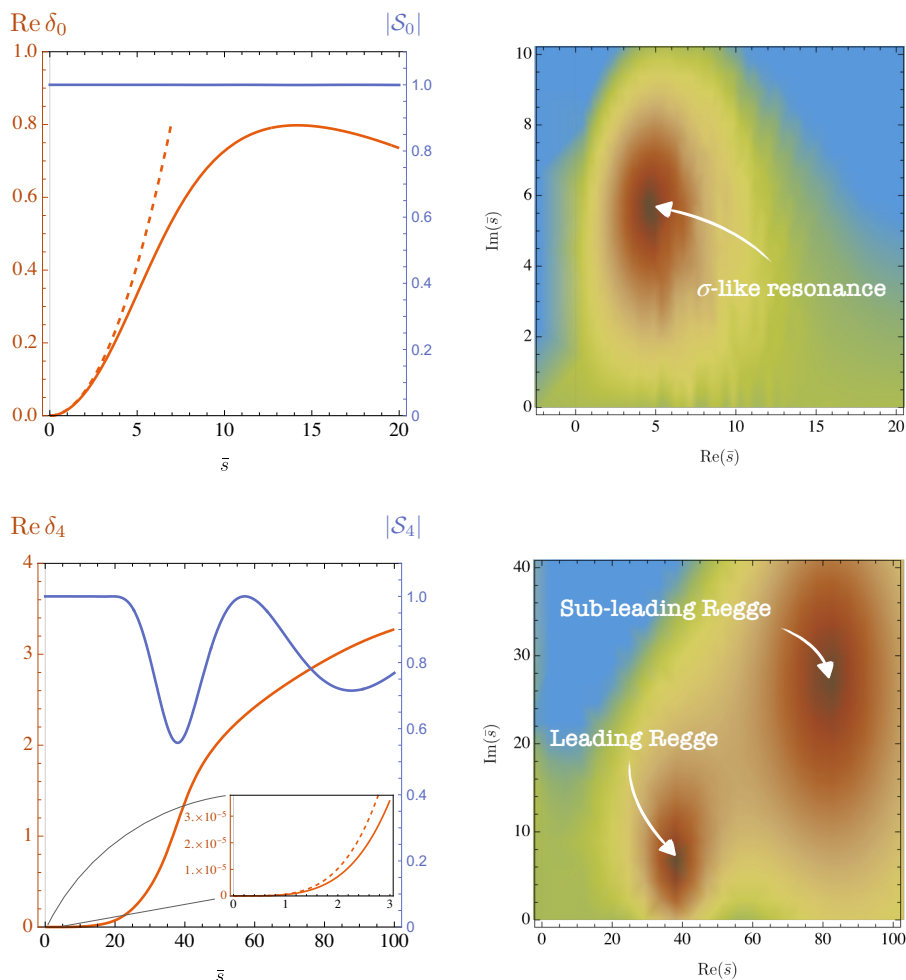 Re δ₀ |𝒮₀|
1.0
0.8
0.6
0.4
0.2
0.0
1.0
0.8
0.6
0.4
0.2
0
0 5 10 15 20
s̄
10
8
6
4
2
0
Im(s̄)
σ-like resonance
0 5 10 15 20
Re(s̄)
Re δ₄ |𝒮₄|
4
3
2
1
0
1.0
0.8
0.6
0.4
0.2
0
3.×10⁻⁵
2.×10⁻⁵
1.×10⁻⁵
0
0 1 2 3
0 20 40 60 80 100
s̄
40
30
20
10
0
Im(s̄)
Sub-leading Regge
Leading Regge
0 20 40 60 80 100
Re(s̄)